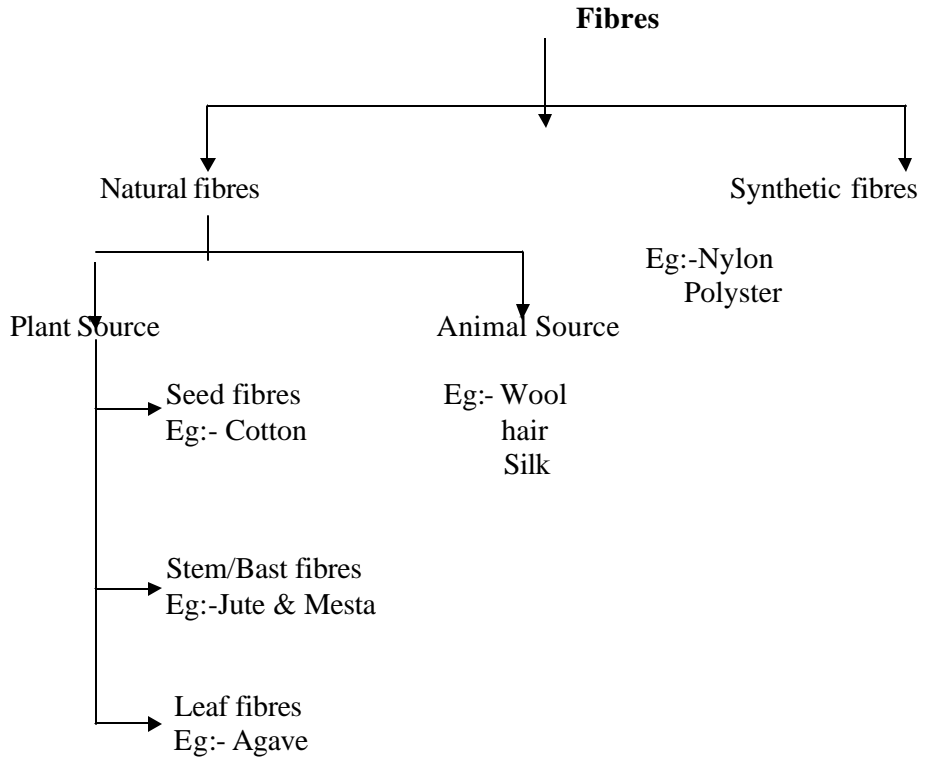 Fibres
Natural fibres
Synthetic fibres
Eg:-Nylon
Polyster
Plant Source
Animal Source
Seed fibres
Eg:- Cotton
Eg:- Wool
hair
Silk
Stem/Bast fibres
Eg:-Jute & Mesta
Leaf fibres
Eg:- Agave